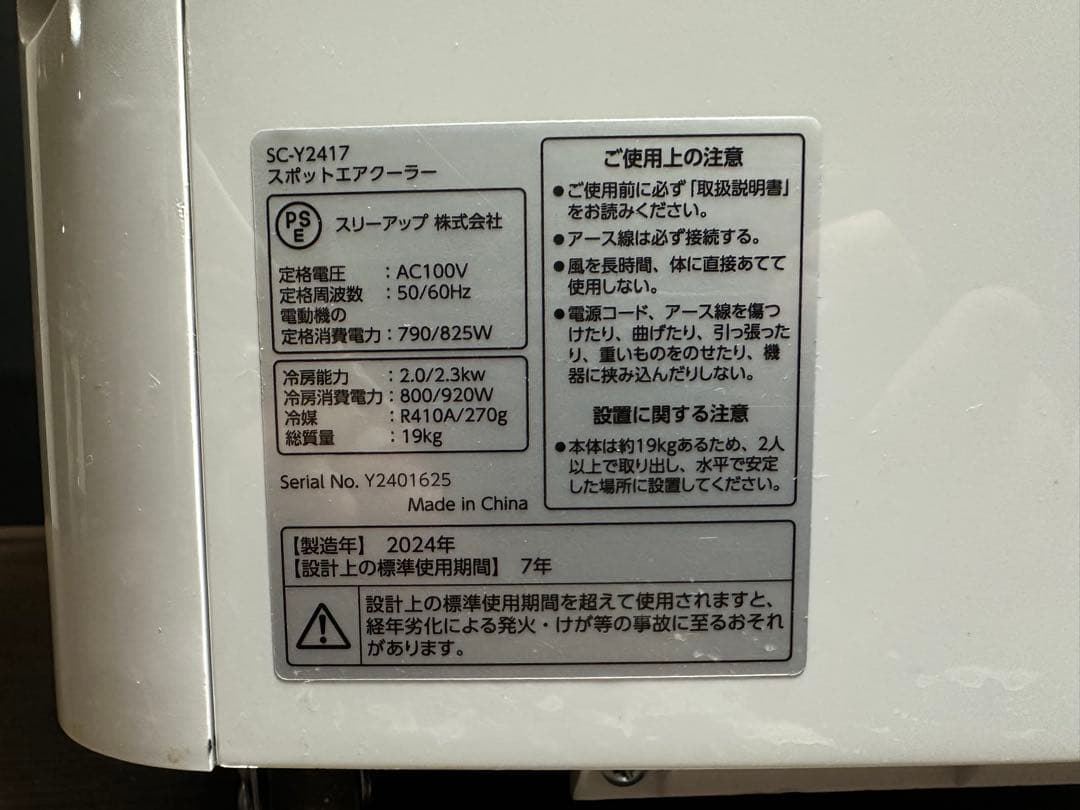 SC-Y2417
スポットエアクーラー
PSE
スリーアップ 株式会社
定格電圧 : AC100V
定格周波数 : 50/60Hz
電動機の
定格消費電力 : 790/825W
冷房能力 : 2.0/2.3kw
冷房消費電力 : 800/920W
冷媒 : R410A/270g
総質量 : 19kg
Serial No. Y2401625
Made in China
ご使用上の注意
●ご使用前に必ず「取扱説明書」
をお読みください。
●アース線は必ず接続する。
●風を長時間、体に直接あてて
使用しない。
●電源コード、アース線を傷つ
けたり、曲げたり、引っ張った
り、重いものをのせたり、機
器に挟み込んだりしない。
設置に関する注意
●本体は約19kgあるため、2人
以上で取り出し、水平で安定
した場所に設置してください。
【製造年】 2024年
【設計上の標準使用期間】 7年
設計上の標準使用期間を超えて使用されますと、
経年劣化による発火・けが等の事故に至るおそれ
があります。